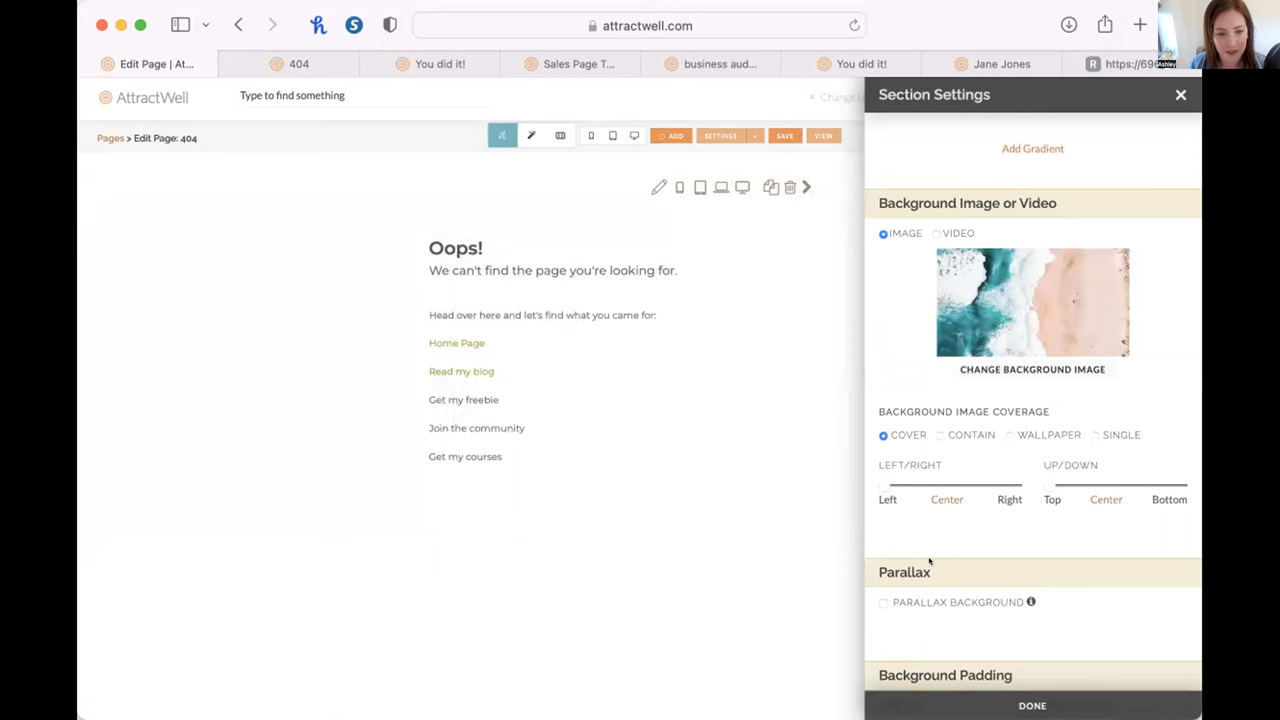 attractwell.com
Edit Page | At...
404
You did it!
Sales Page T...
business aud...
You did it!
Jane Jones
R
https://69
Ashley
AttractWell
Type to find something
× Change U
Section Settings
Pages > Edit Page: 404
ADD
SETTINGS
SAVE
VIEW
Add Gradient
Background Image or Video
IMAGE
VIDEO
Oops!
We can't find the page you're looking for.
Head over here and let's find what you came for:
Home Page
Read my blog
Get my freebie
Join the community
Get my courses
CHANGE BACKGROUND IMAGE
BACKGROUND IMAGE COVERAGE
COVER
CONTAIN
WALLPAPER
SINGLE
LEFT/RIGHT
UP/DOWN
Left
Center
Right
Top
Center
Bottom
Parallax
PARALLAX BACKGROUND
Background Padding
DONE